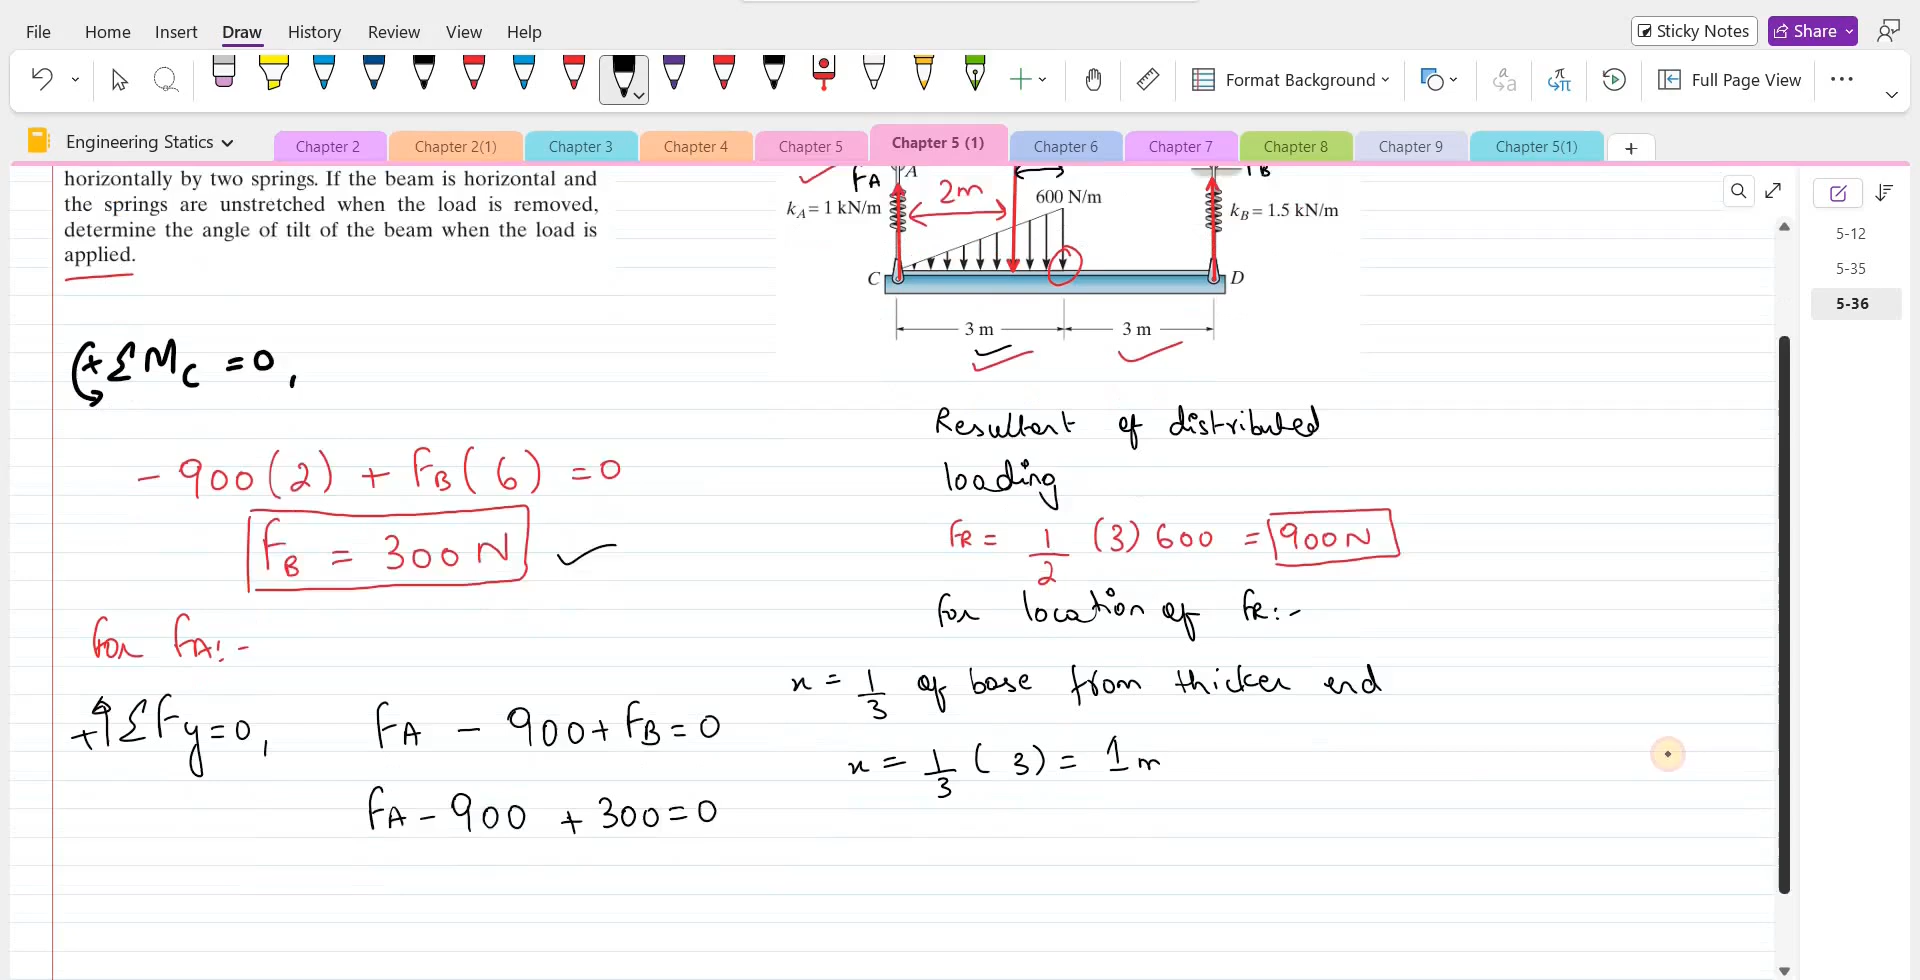 File Home Insert Draw History Review View Help
Sticky Notes Share
Format Background Full Page View
Engineering Statics
Chapter 2 Chapter 2(1) Chapter 3 Chapter 4 Chapter 5 Chapter 5 (1) Chapter 6 Chapter 7 Chapter 8 Chapter 9 Chapter 5(1) +
5-12
5-35
5-36
horizontally by two springs. If the beam is horizontal and
the springs are unstretched when the load is removed,
determine the angle of tilt of the beam when the load is
applied.
FA A
2m
600 N/m
kA = 1 kN/m
kB = 1.5 kN/m
C D
3 m 3 m
(+ΣMC = 0,
- 900(2) + FB(6) = 0
FB = 300N
For FA:-
+↑ΣFy=0, FA - 900 + FB = 0
FA - 900 + 300 = 0
Resultant of distributed
loading
FR = 1/2 (3) 600 = 900N
For location of FR:-
x = 1/3 of base from thicker end
x = 1/3 (3) = 1m